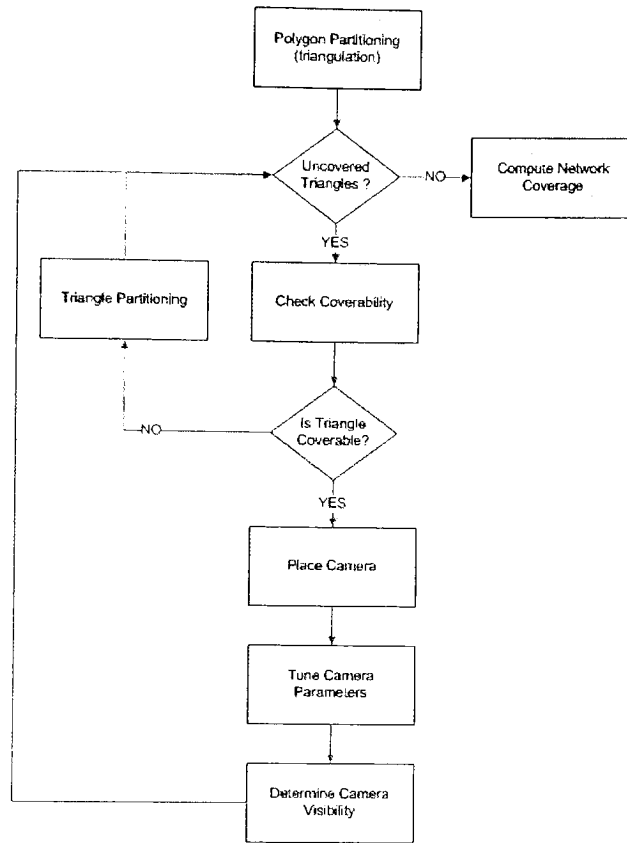 Polygon Partitioning
(triangulation)
Uncovered
Triangles ?
NO
Compute Network
Coverage
YES
Triangle Partitioning
Check Coverability
Is Triangle
Coverable?
NO
YES
Place Camera
Tune Camera
Parameters
Determine Camera
Visibility